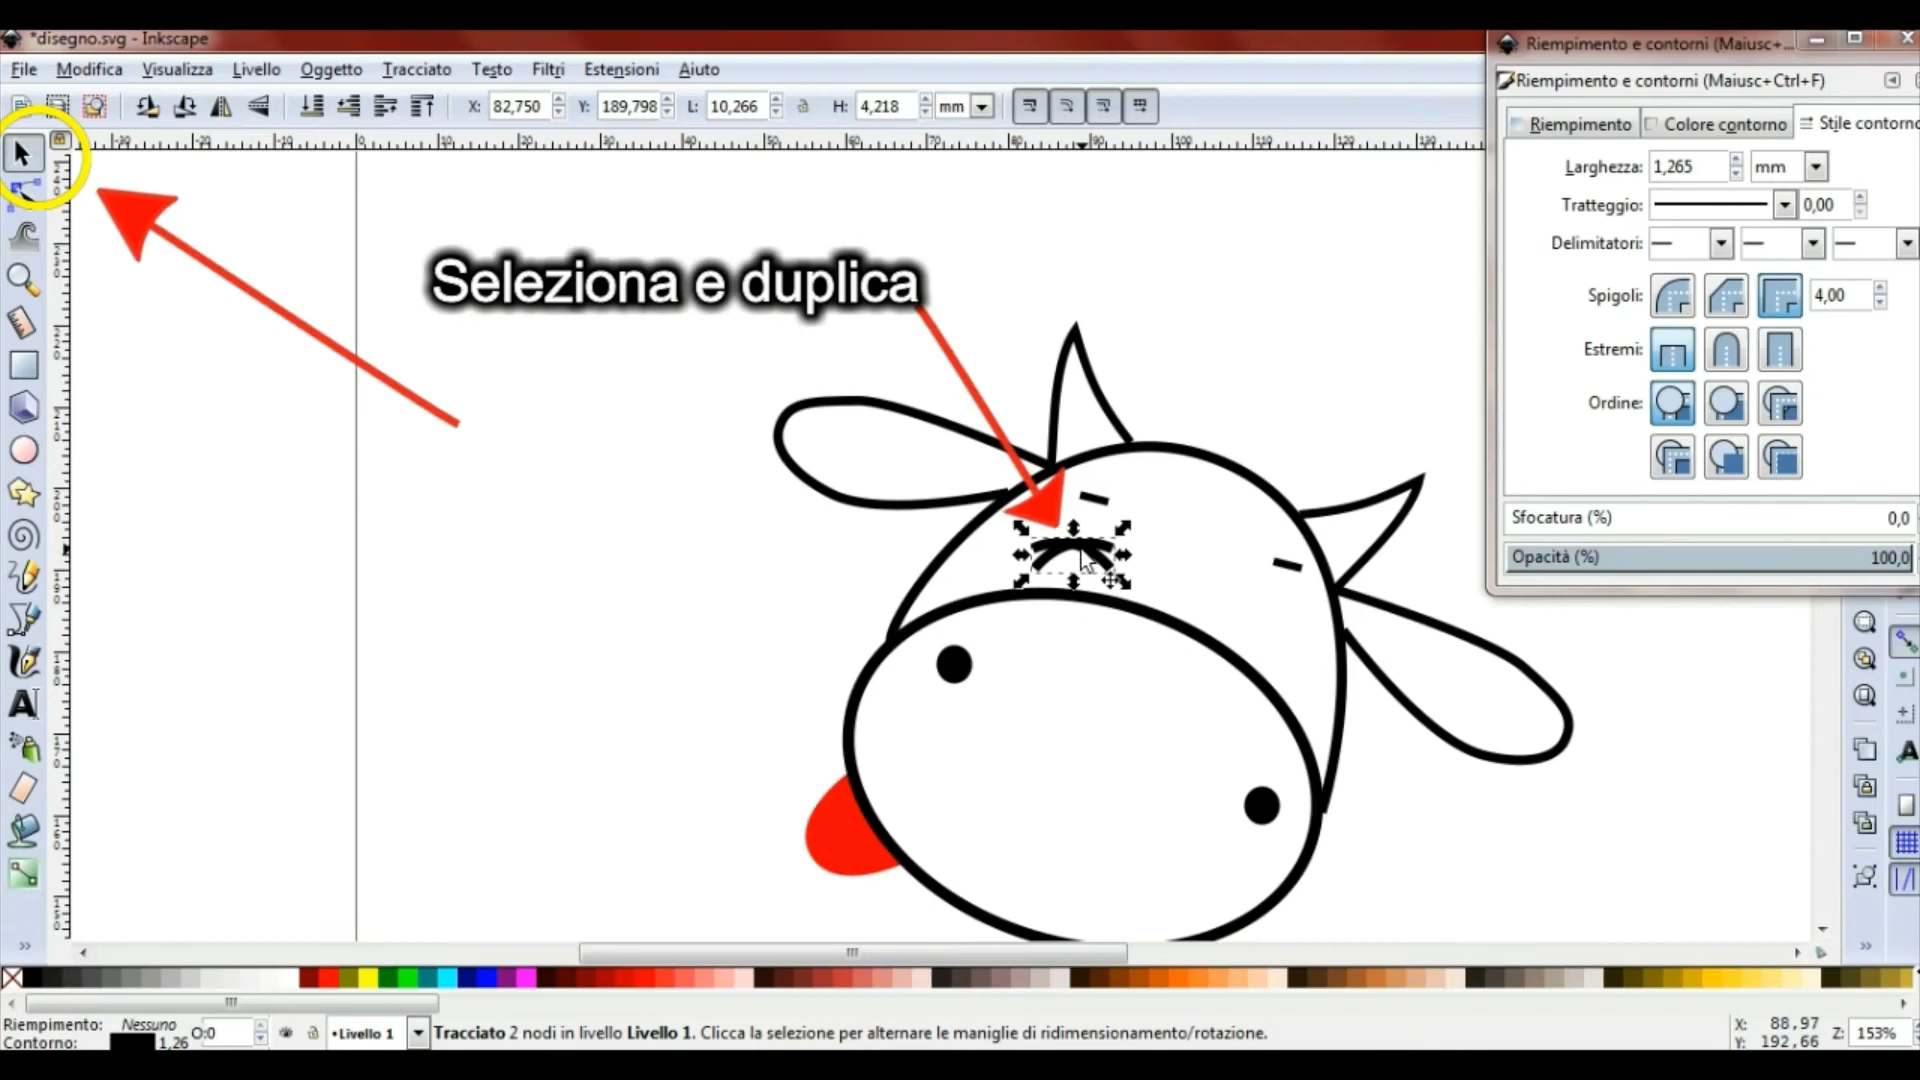 *disegno.svg - Inkscape
File Modifica Visualizza Livello Oggetto Tracciato Testo Filtri Estensioni Aiuto
X: 82,750 Y: 189,798 L: 10,266 H: 4,218 mm
Seleziona e duplica
Riempimento e contorni (Maiusc+...
Riempimento e contorni (Maiusc+Ctrl+F)
Riempimento Colore contorno Stile contorno
Larghezza: 1,265 mm
Tratteggio: 0,00
Delimitatori:
Spigoli: 4,00
Estremi:
Ordine:
Sfocatura (%) 0,0
Opacità (%) 100,0
Riempimento: Nessuno O: 0 •Livello 1 Tracciato 2 nodi in livello Livello 1. Clicca la selezione per alternare le maniglie di ridimensionamento/rotazione.
Contorno: 1,26
X: 88,97
Y: 192,66
Z: 153%